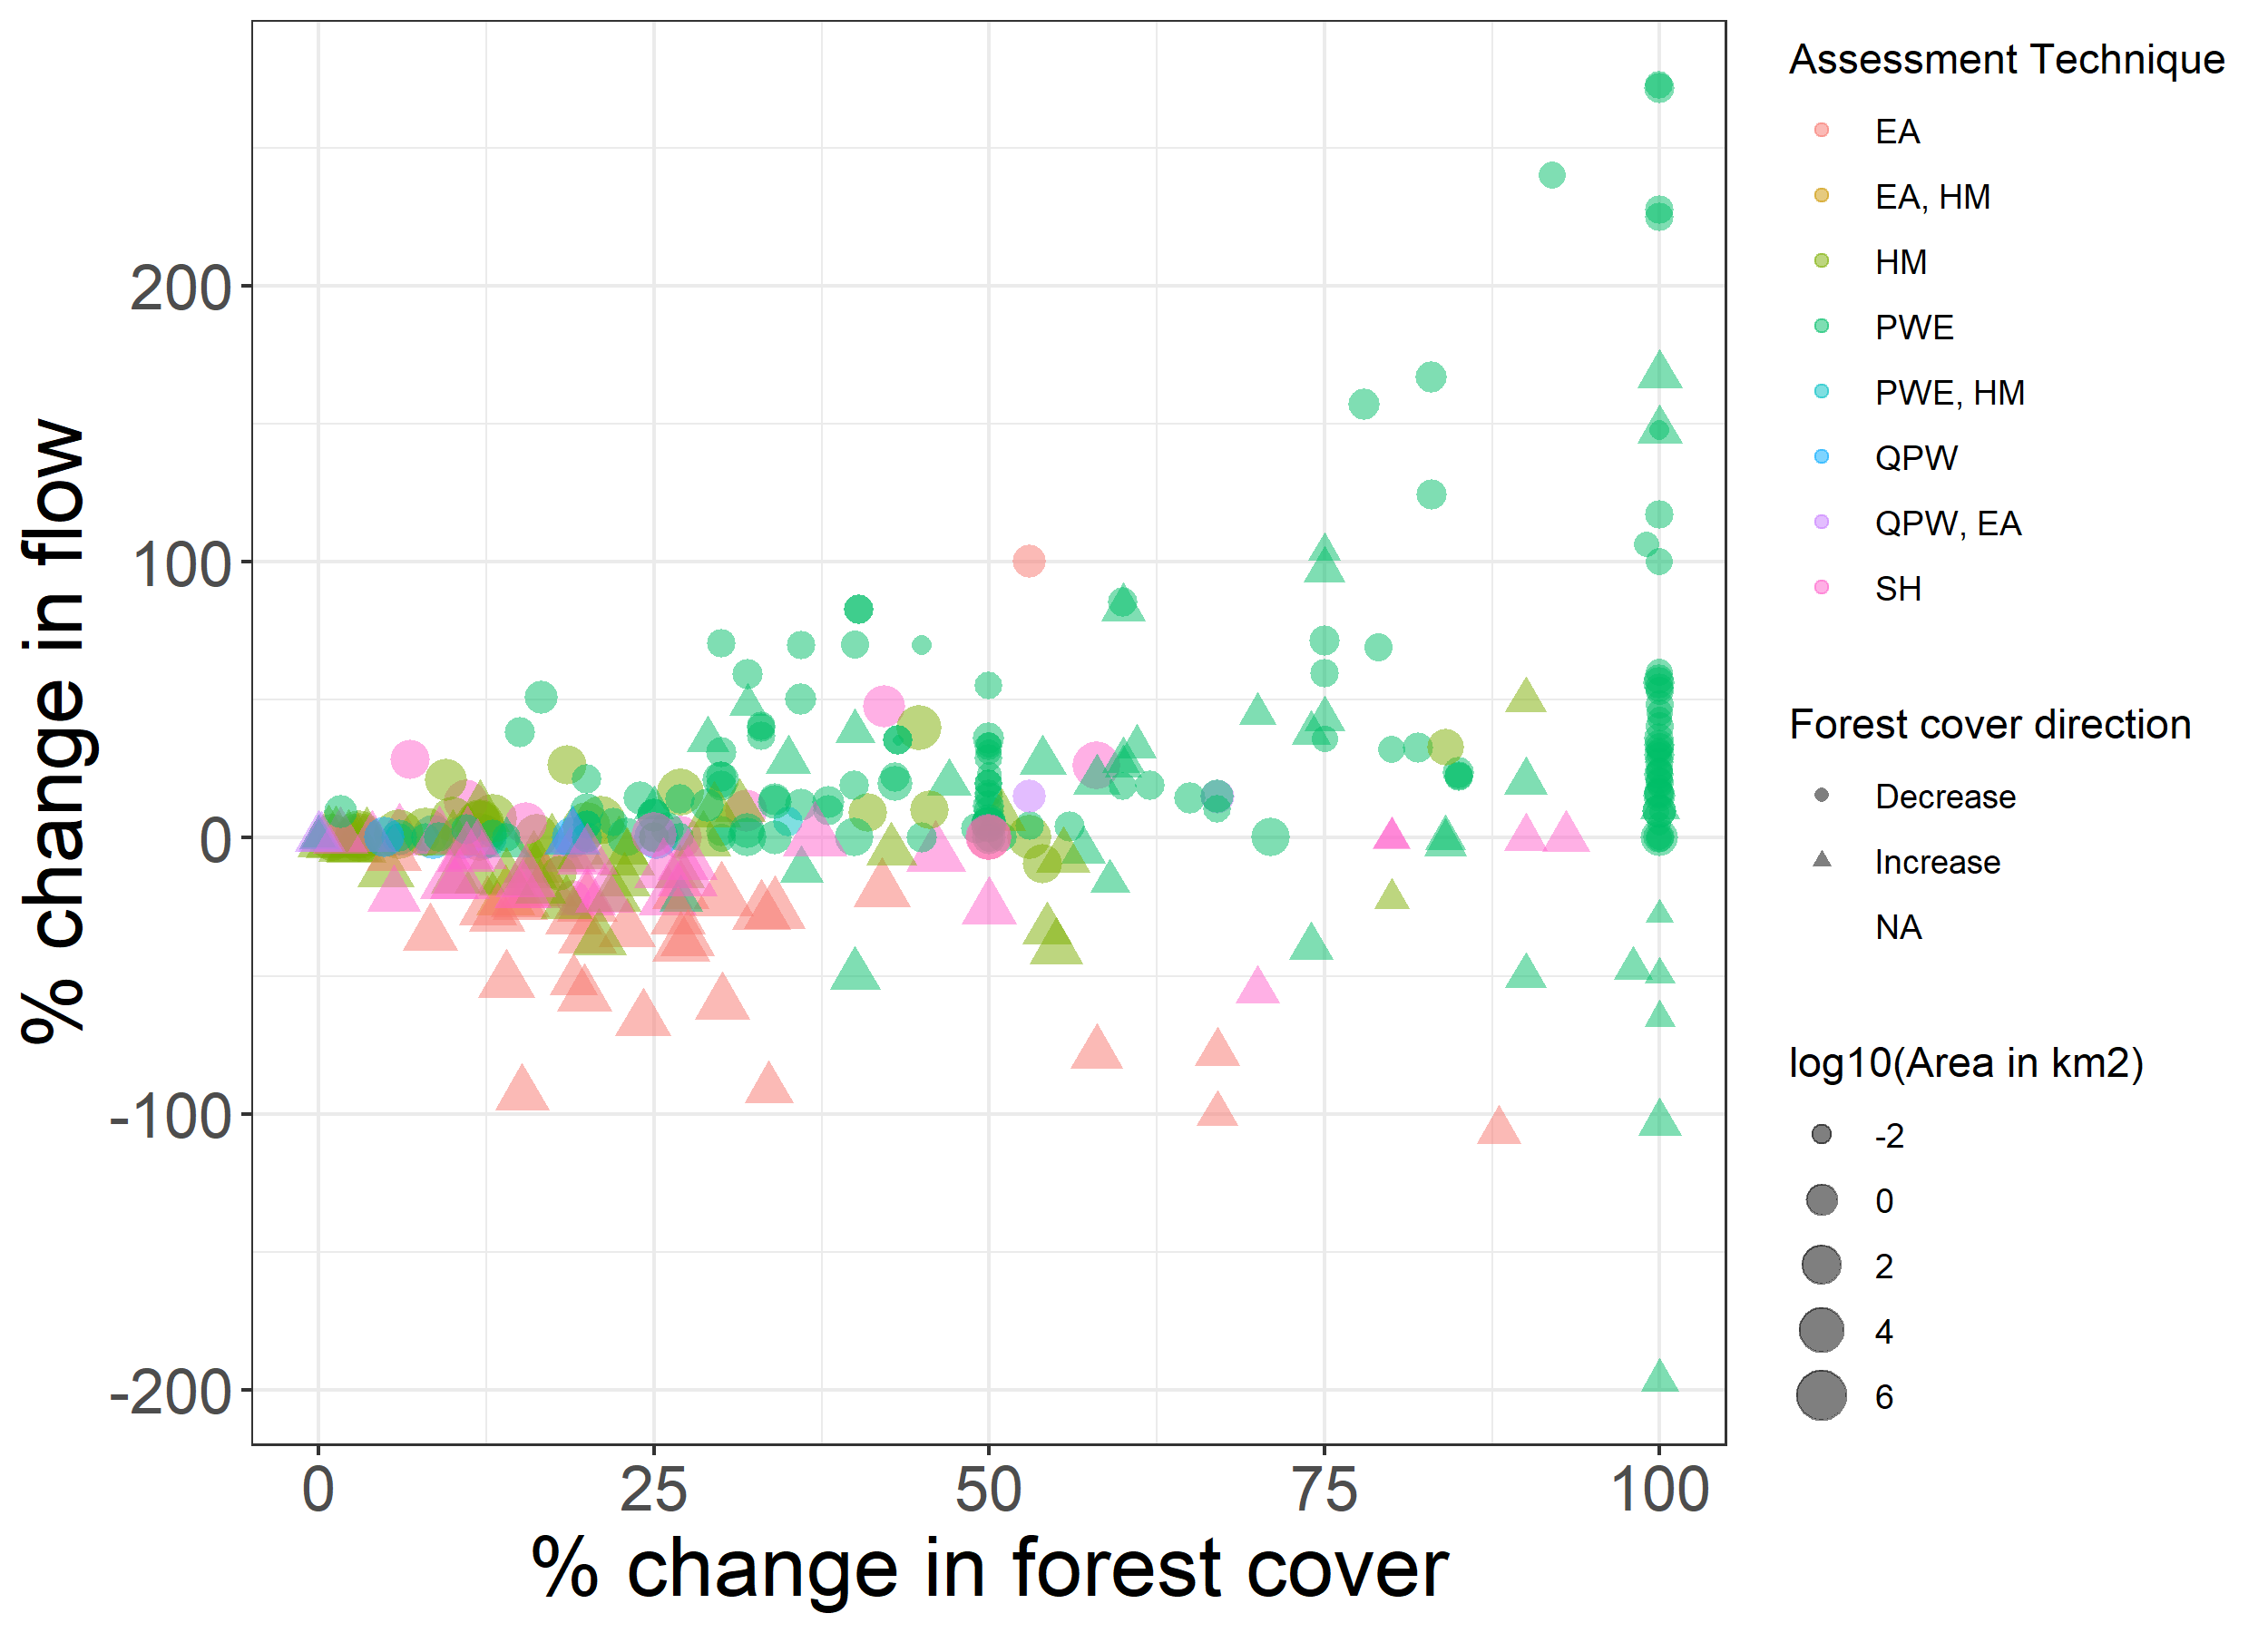 % change in flow
200
100
0
-100
-200
0 25 50 75 100
% change in forest cover
Assessment Technique
EA
EA, HM
HM
PWE
PWE, HM
QPW
QPW, EA
SH
Forest cover direction
Decrease
Increase
NA
log10(Area in km2)
-2
0
2
4
6